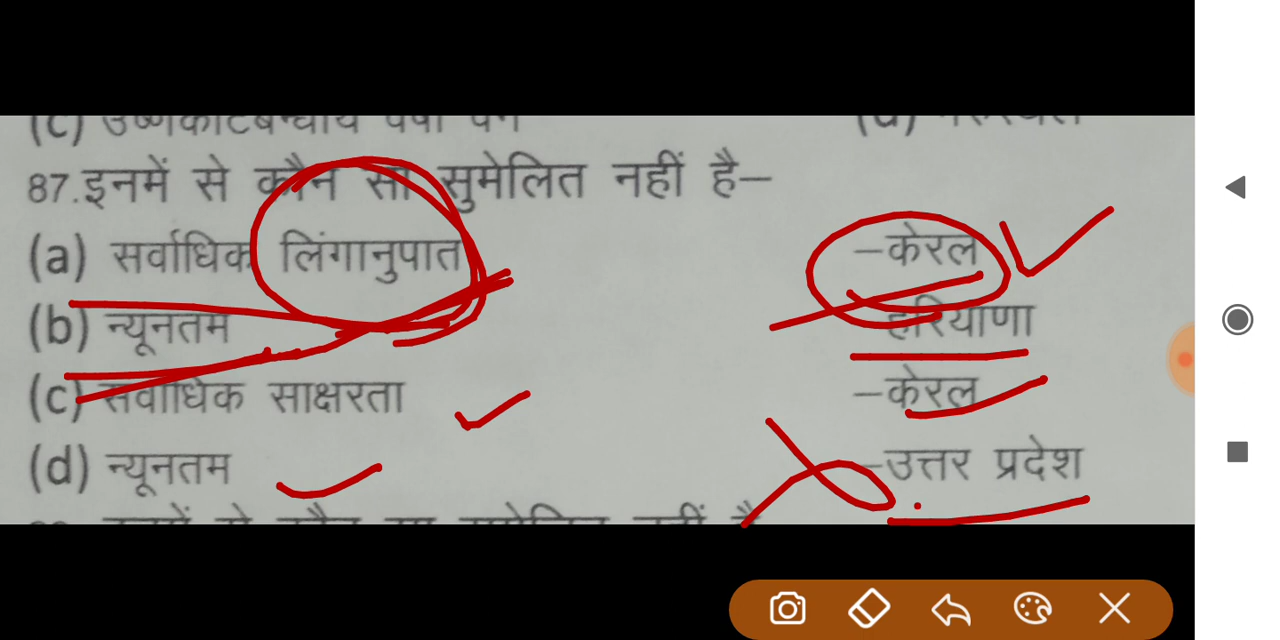 87.इनमें से कौन सा सुमेलित नहीं है–
(a) सर्वाधिक लिंगानुपात –केरल
(b) न्यूनतम हरियाणा
(c) सर्वाधिक साक्षरता –केरल
(d) न्यूनतम –उत्तर प्रदेश